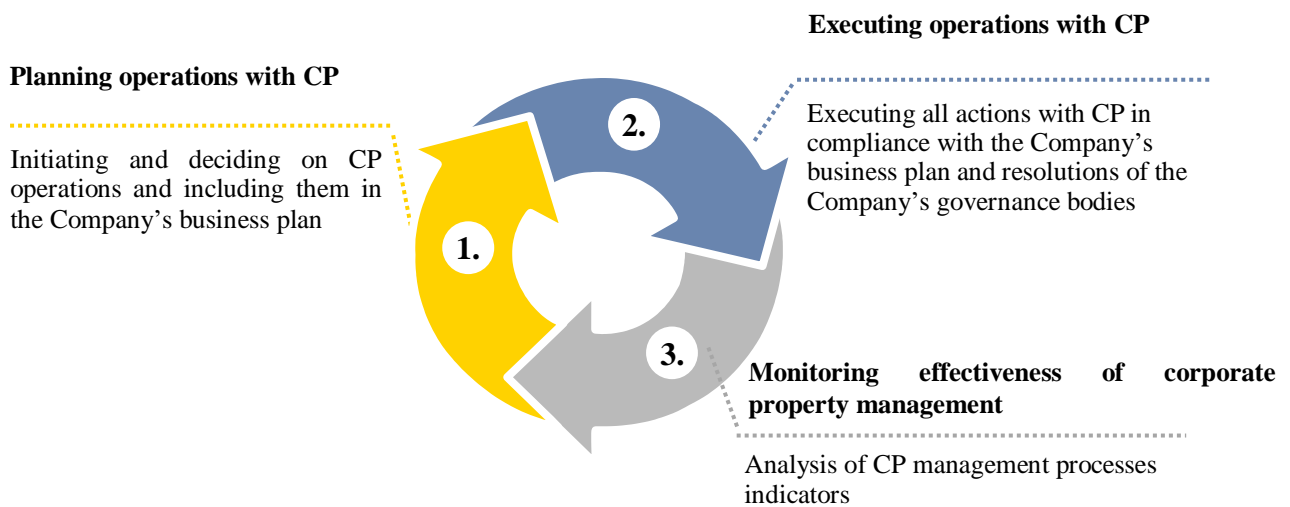 Planning operations with CP
Initiating and deciding on CP
operations and including them in
the Company’s business plan
1.
2.
Executing operations with CP
Executing all actions with CP in
compliance with the Company’s
business plan and resolutions of the
Company’s governance bodies
3.
Monitoring effectiveness of corporate
property management
Analysis of CP management processes
indicators